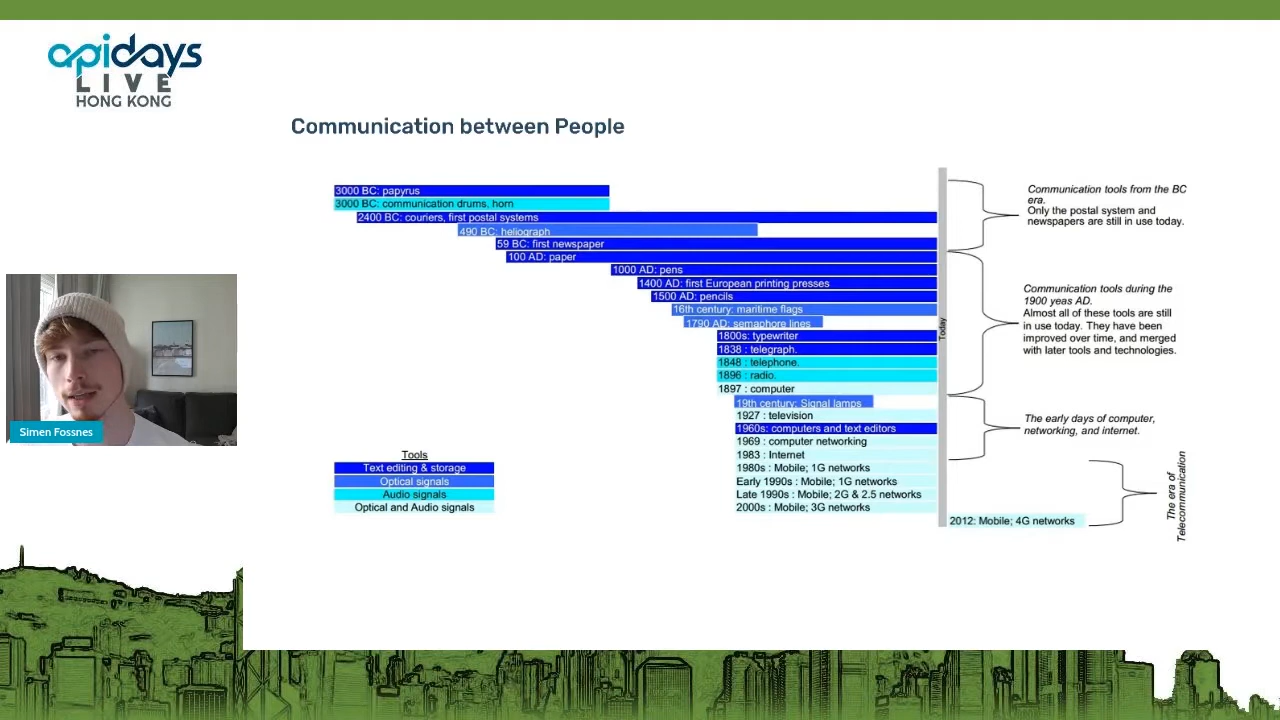 apidays
LIVE
HONG KONG
Communication between People
3000 BC: papyrus
3000 BC: communication drums, horn
2400 BC: couriers, first postal systems
490 BC: heliograph
59 BC: first newspaper
100 AD: paper
1000 AD: pens
1400 AD: first European printing presses
1500 AD: pencils
16th century: maritime flags
1790 AD: semaphore lines
1800s: typewriter
1838 : telegraph.
1848 : telephone.
1896 : radio.
1897 : computer
19th century: Signal lamps
1927 : television
1960s: computers and text editors
1969 : computer networking
1983 : Internet
1980s : Mobile; 1G networks
Early 1990s : Mobile; 1G networks
Late 1990s : Mobile; 2G & 2.5 networks
2000s : Mobile; 3G networks
2012: Mobile; 4G networks
Today
Communication tools from the BC
era.
Only the postal system and
newspapers are still in use today.
Communication tools during the
1900 yeas AD.
Almost all of these tools are still
in use today. They have been
improved over time, and merged
with later tools and technologies.
The early days of computer,
networking, and internet.
The era of
Telecommunication
Tools
Text editing & storage
Optical signals
Audio signals
Optical and Audio signals
Simen Fossnes